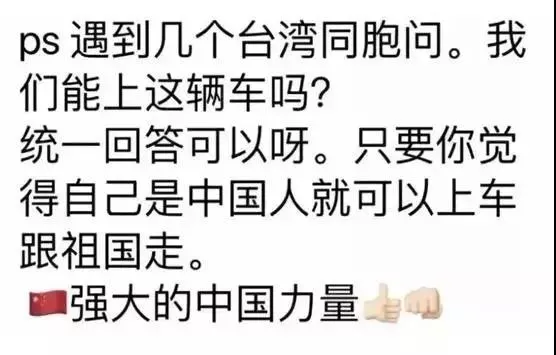 ps 遇到几个台湾同胞问。我
们能上这辆车吗？
统一回答可以呀。只要你觉
得自己是中国人就可以上车
跟祖国走。
🇨🇳强大的中国力量👍🏻👊🏻